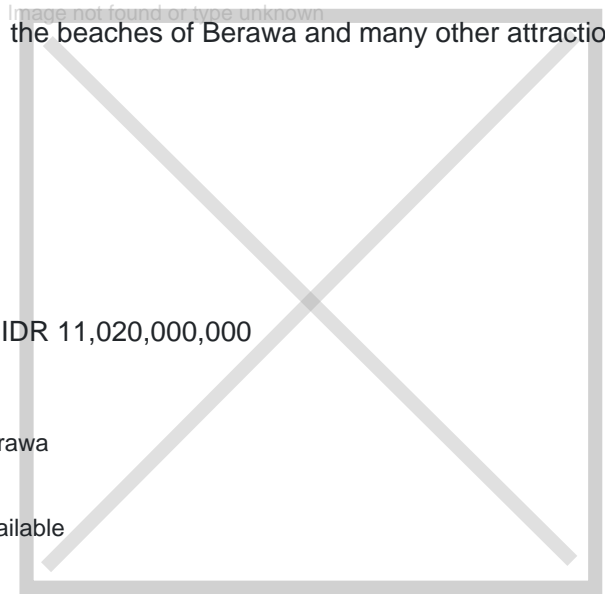 Image not found or type unknown
the beaches of Berawa and many other attractio
IDR 11,020,000,000
rawa
ailable